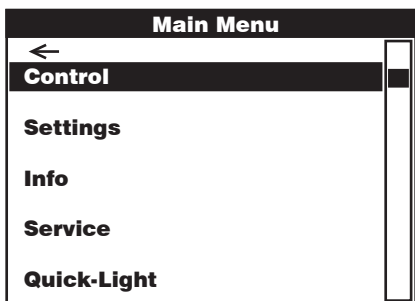 Main Menu
←
Control
Settings
Info
Service
Quick-Light